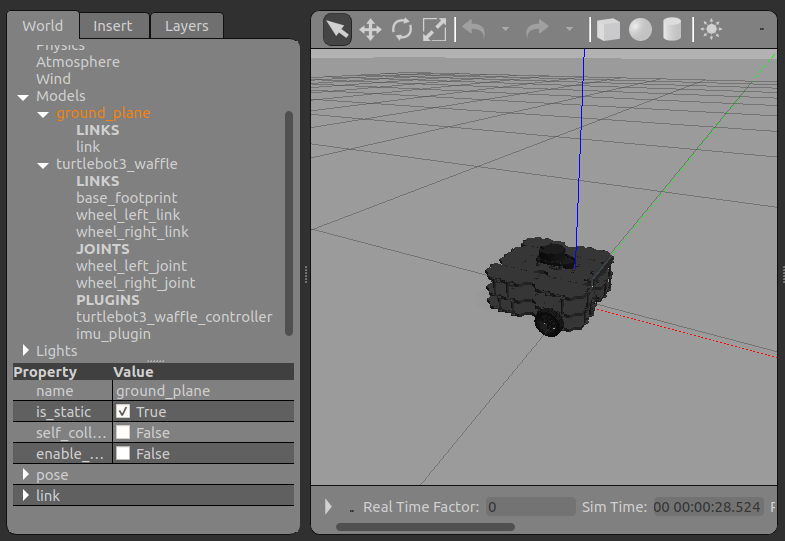 World Insert Layers
Physics
Atmosphere
Wind
Models
ground_plane
LINKS
link
turtlebot3_waffle
LINKS
base_footprint
wheel_left_link
wheel_right_link
JOINTS
wheel_left_joint
wheel_right_joint
PLUGINS
turtlebot3_waffle_controller
imu_plugin
Lights
Property Value
name ground_plane
is_static True
self_coll... False
enable_... False
pose
link
.. Real Time Factor: 0 Sim Time: 00 00:00:28.524